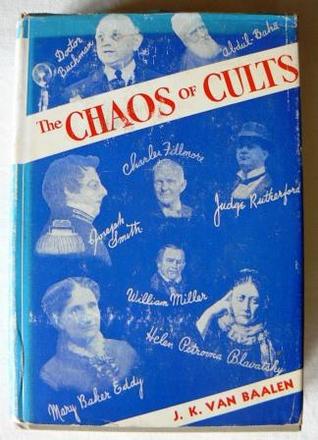 Doctor
Buchman
Abdul-Baha
The CHAOS OF CULTS
Charles Fillmore
Judge Rutherford
Joseph
Smith
William Miller
Helen Petrovna Blavatsky
Mary Baker Eddy
J. K. VAN BAALEN